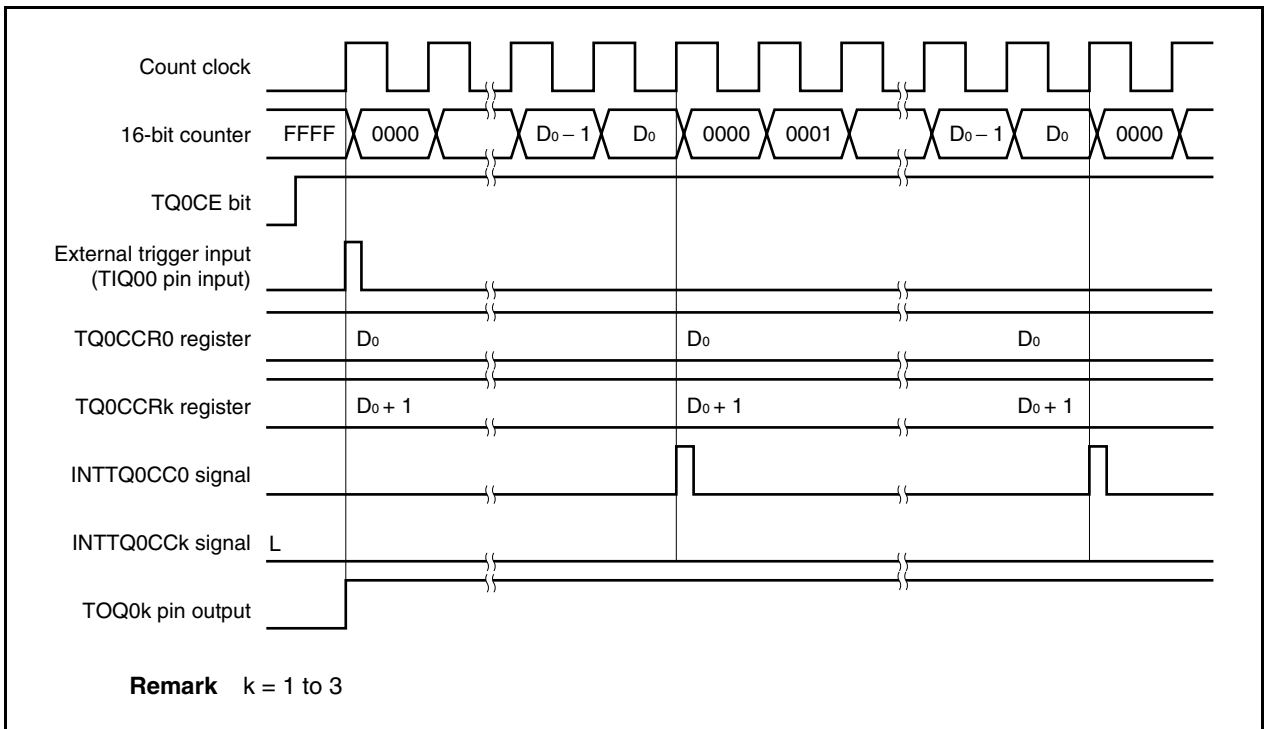 Count clock
16-bit counter FFFF 0000 D₀ − 1 D₀ 0000 0001 D₀ − 1 D₀ 0000
TQ0CE bit
External trigger input
(TIQ00 pin input)
TQ0CCR0 register D₀ D₀ D₀
TQ0CCRk register D₀ + 1 D₀ + 1 D₀ + 1
INTTQ0CC0 signal
INTTQ0CCk signal L
TOQ0k pin output
Remark k = 1 to 3